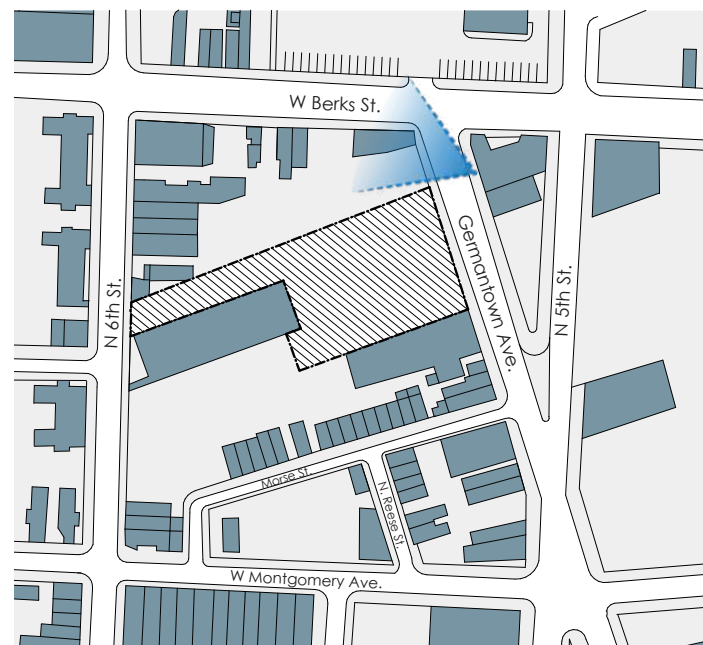 W Berks St.
Germantown Ave.
N 6th St.
N 5th St.
Morse St.
N. Reese St.
W Montgomery Ave.